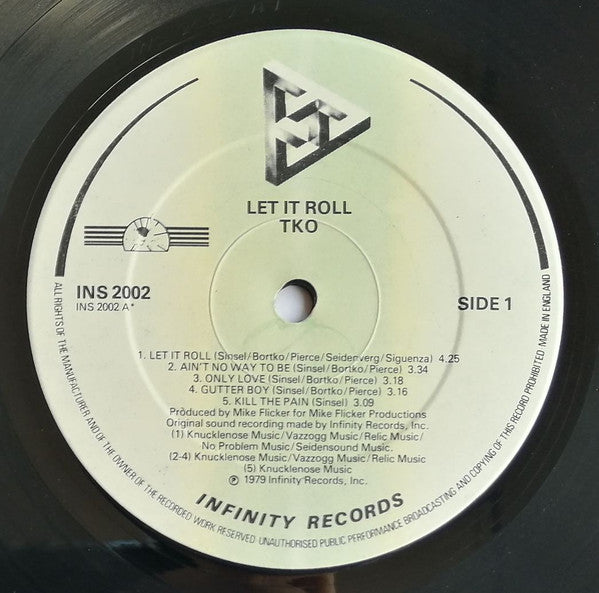 LET IT ROLL
TKO
INS 2002
INS 2002 A*
SIDE 1
1. LET IT ROLL (Sinsel/Bortko/Pierce/Seidenverg/Siguenza) 4.25
2. AIN'T NO WAY TO BE (Sinsel/Bortko/Pierce) 3.34
3. ONLY LOVE (Sinsel/Bortko/Pierce) 3.18
4. GUTTER BOY (Sinsel/Bortko/Pierce) 3.16
5. KILL THE PAIN (Sinsel) 3.09
Produced by Mike Flicker for Mike Flicker Productions
Original sound recording made by Infinity Records, Inc.
(1) Knucklenose Music/Vazzogg Music/Relic Music/
No Problem Music/Seidensound Music.
(2-4) Knucklenose Music/Vazzogg Music/Relic Music
(5) Knucklenose Music
℗ 1979 Infinity Records, Inc.
INFINITY RECORDS
ALL RIGHTS OF THE MANUFACTURER AND OF THE OWNER OF THE RECORDED WORK RESERVED UNAUTHORISED PUBLIC PERFORMANCE BROADCASTING AND COPYING OF THIS RECORD PROHIBITED MADE IN ENGLAND